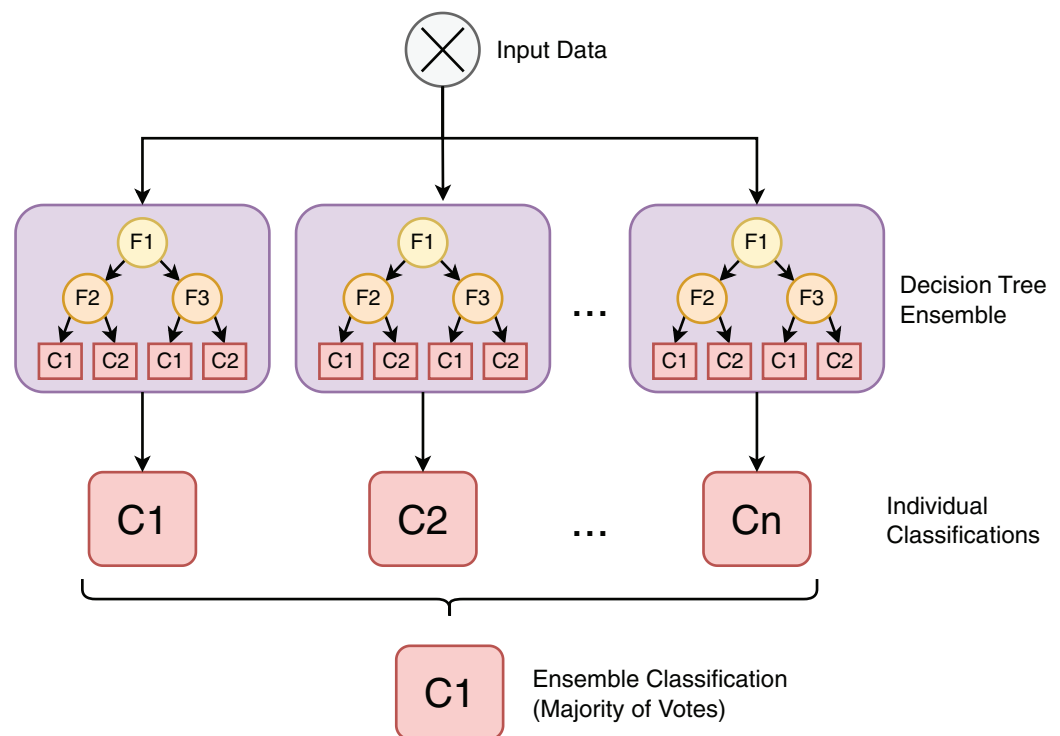 Input Data
F1
F1
F1
F2 F3
F2 F3
F2 F3
...
Decision Tree
Ensemble
C1 C2 C1 C2
C1 C2 C1 C2
C1 C2 C1 C2
C1
C2
...
Cn
Individual
Classifications
C1
Ensemble Classification
(Majority of Votes)